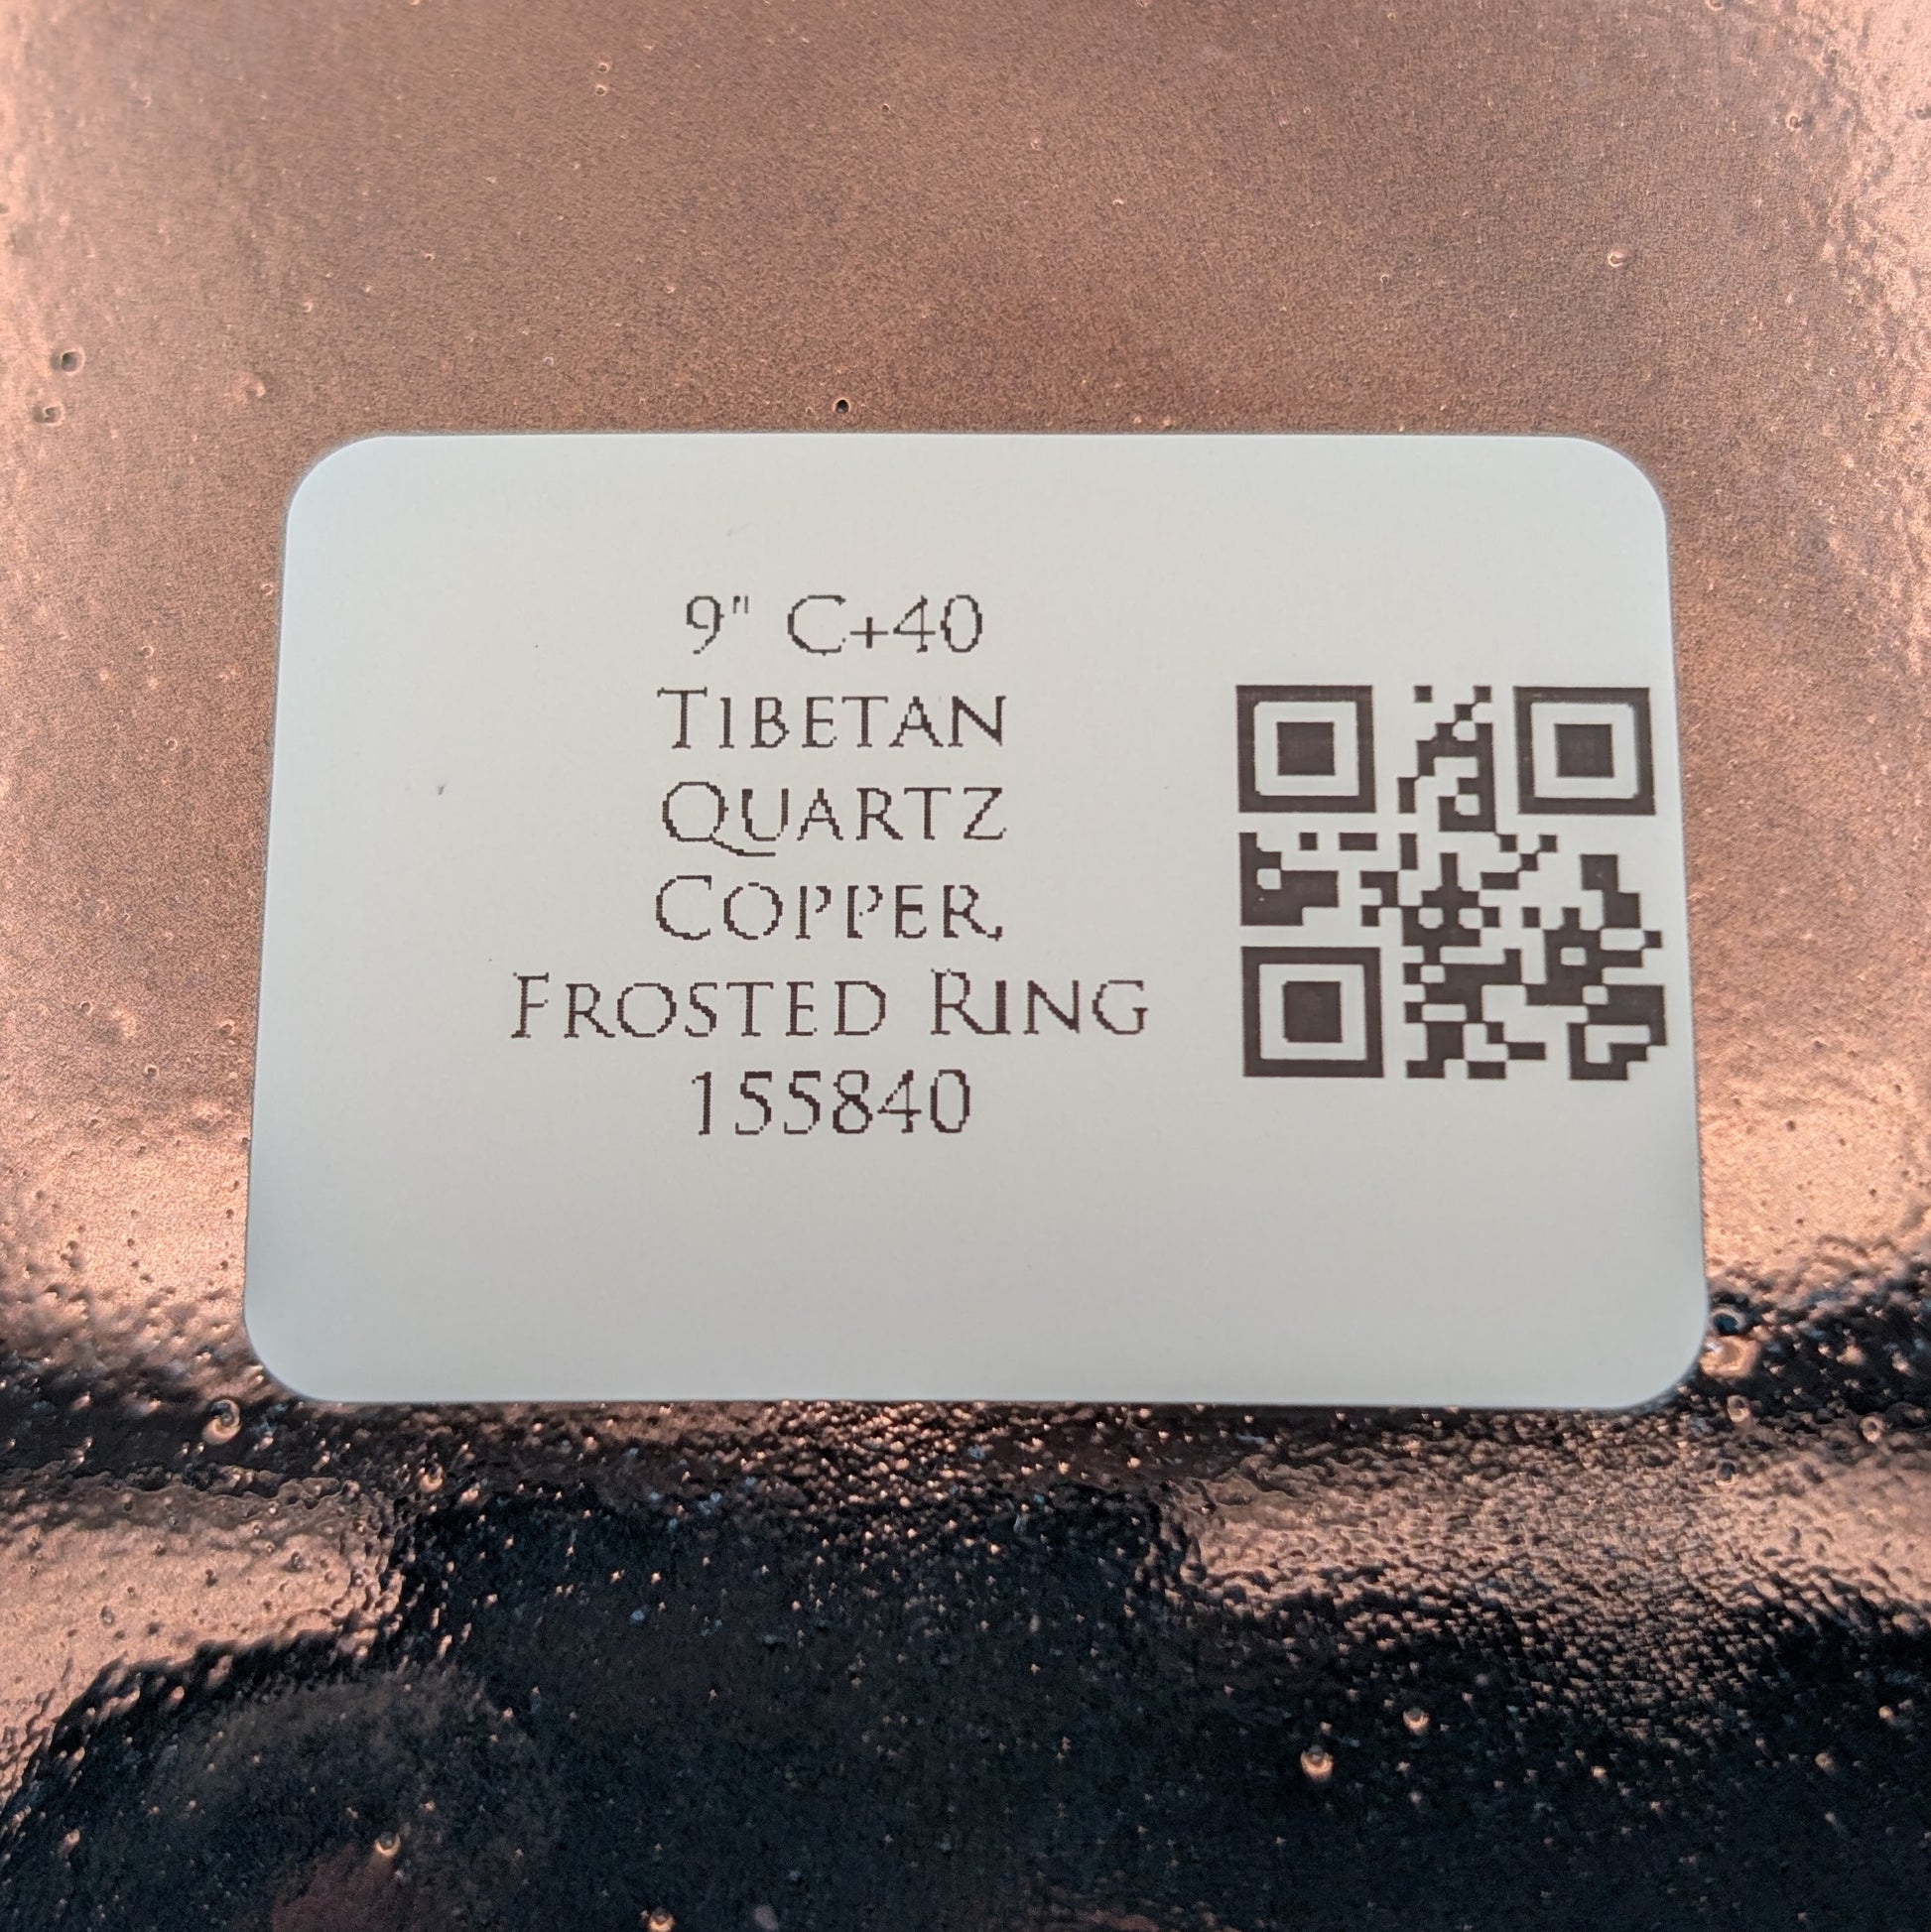 9" C+40
Tibetan
Quartz
Copper,
Frosted Ring
155840